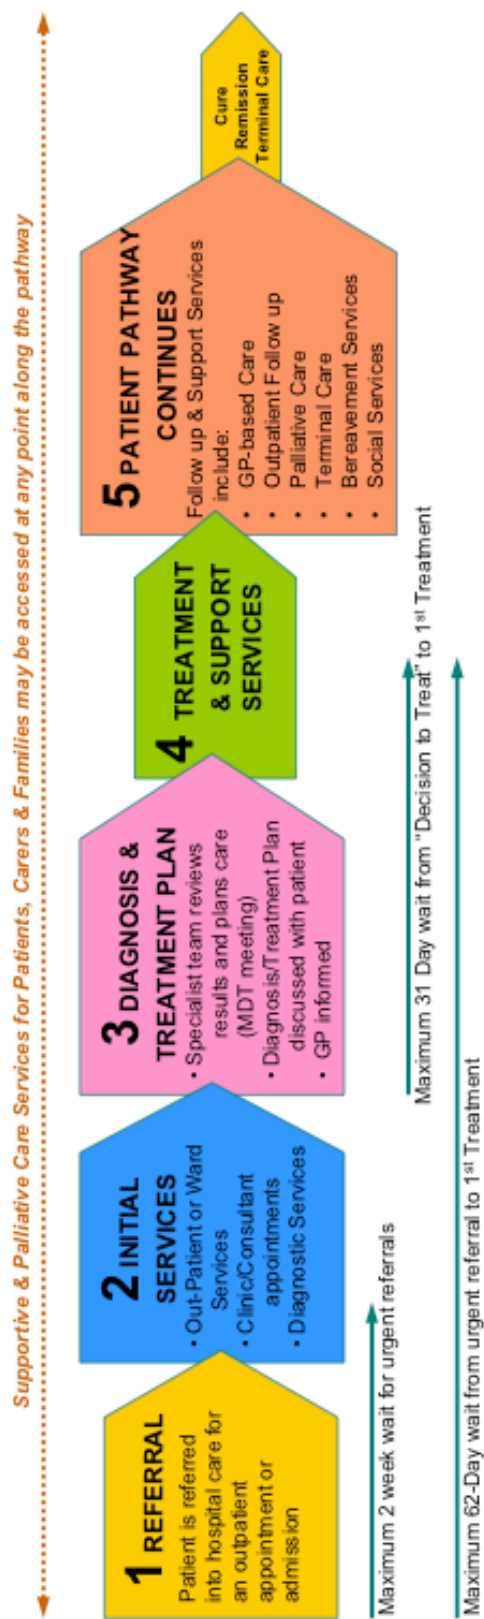 Supportive & Palliative Care Services for Patients, Carers & Families may be accessed at any point along the pathway
1 REFERRAL
Patient is referred
into hospital care for
an outpatient
appointment or
admission
2 INITIAL
SERVICES
• Out-Patient or Ward
Services
• Clinic/Consultant
appointments
• Diagnostic Services
3 DIAGNOSIS &
TREATMENT PLAN
• Specialist team reviews
results and plans care
(MDT meeting)
• Diagnosis/Treatment Plan
discussed with patient
• GP informed
4 TREATMENT
& SUPPORT
SERVICES
5 PATIENT PATHWAY
CONTINUES
Follow up & Support Services
include:
• GP-based Care
• Outpatient Follow up
• Palliative Care
• Terminal Care
• Bereavement Services
• Social Services
Cure
Remission
Terminal Care
Maximum 2 week wait for urgent referrals
Maximum 31 Day wait from "Decision to Treat" to 1st Treatment
Maximum 62-Day wait from urgent referral to 1st Treatment